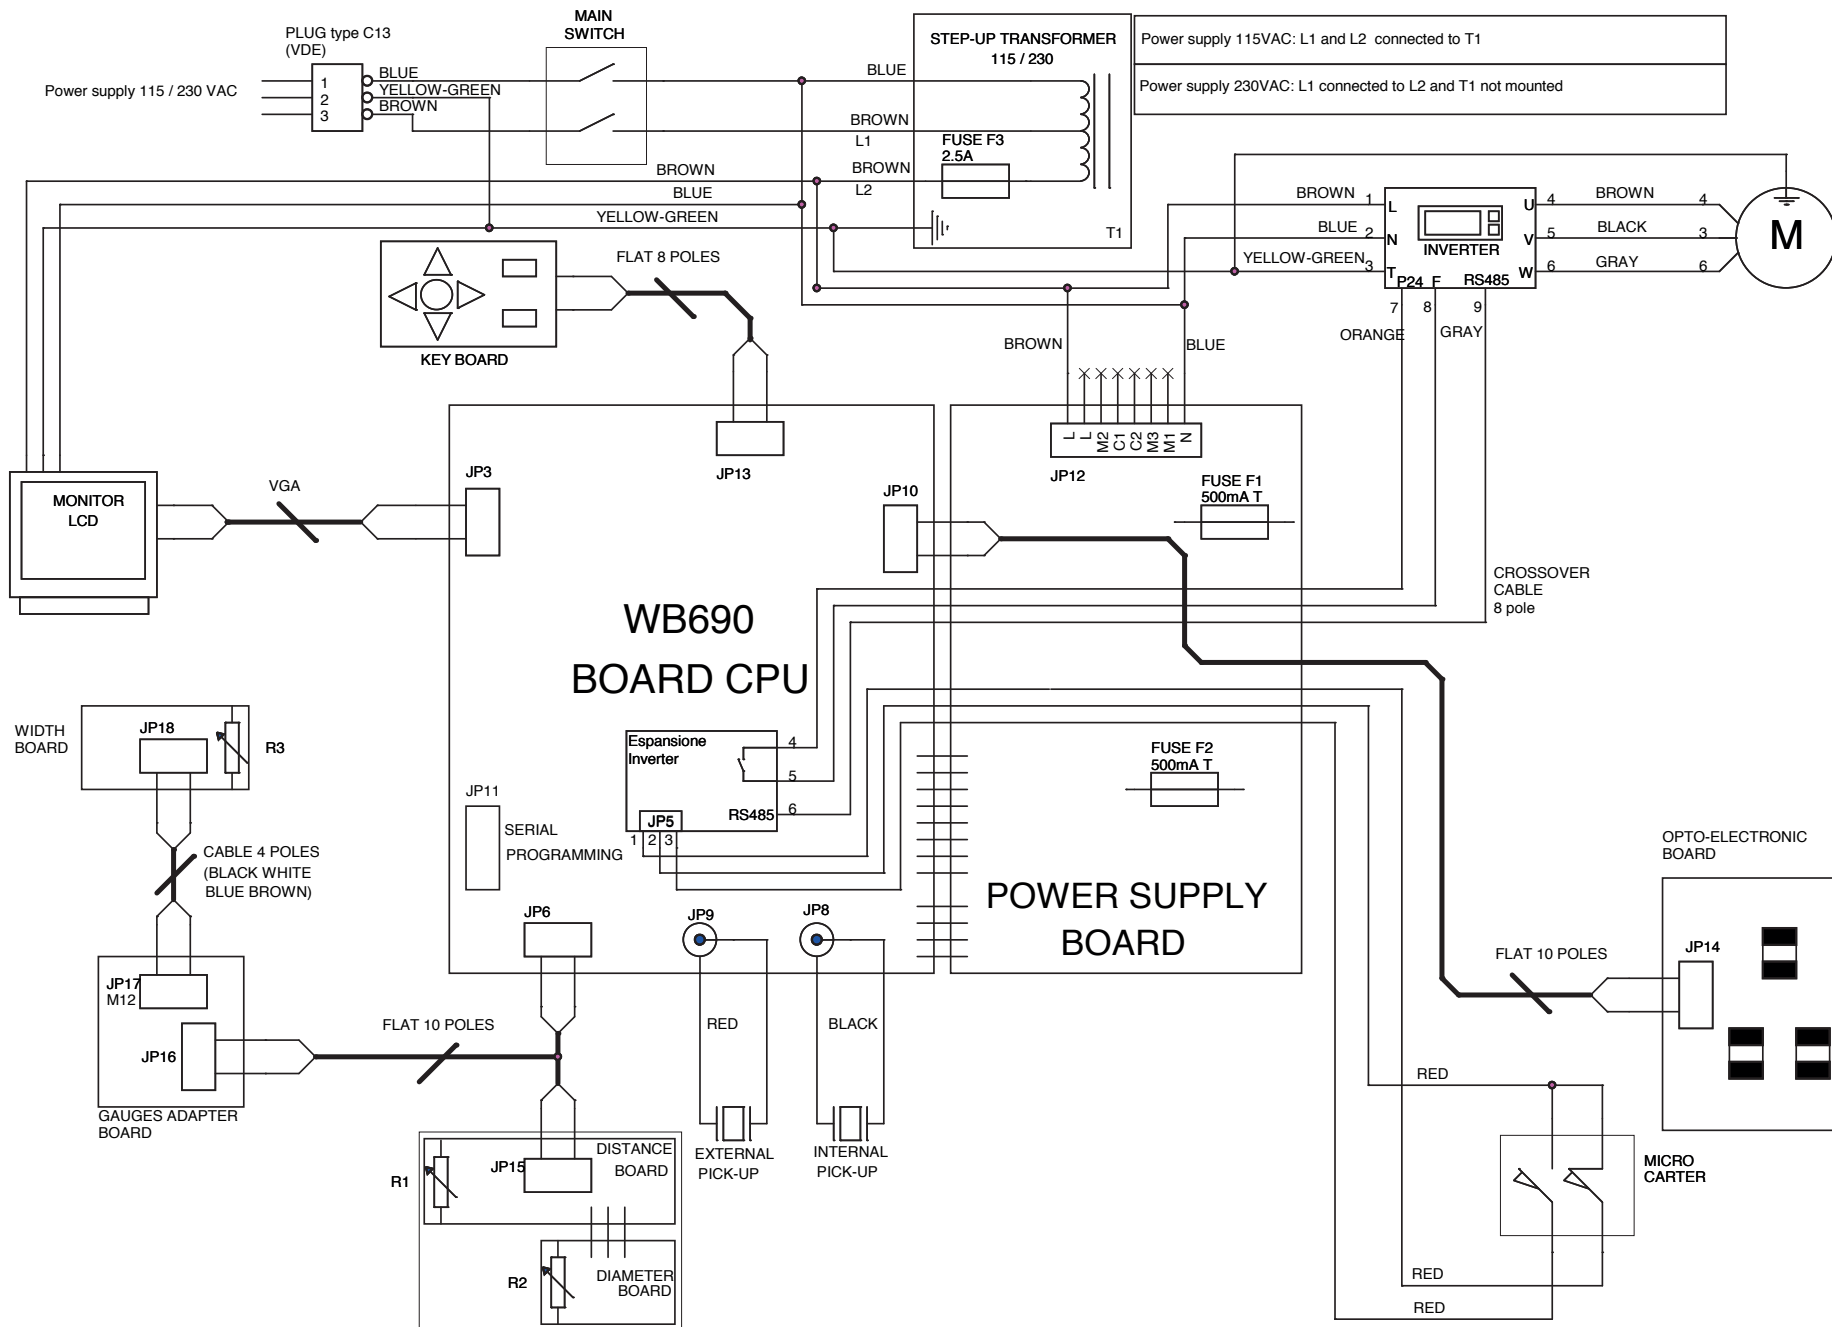 PLUG type C13
(VDE)
MAIN
SWITCH
STEP-UP TRANSFORMER
115 / 230
Power supply 115VAC: L1 and L2 connected to T1
Power supply 230VAC: L1 connected to L2 and T1 not mounted
Power supply 115 / 230 VAC
1
2
3
BLUE
YELLOW-GREEN
BROWN
BLUE
BROWN
L1
FUSE F3
2.5A
BROWN
BROWN
L2
BLUE
YELLOW-GREEN
T1
BROWN
1
L
BLUE
2
N
YELLOW-GREEN
3
T
INVERTER
P24
F
RS485
U
4
BROWN
4
V
5
BLACK
3
W
6
GRAY
6
M
7
8
9
ORANGE
GRAY
FLAT 8 POLES
KEY BOARD
BROWN
BLUE
L
L
M2
C1
C2
M3
M1
N
JP12
JP13
JP3
JP10
FUSE F1
500mA T
MONITOR
LCD
VGA
CROSSOVER
CABLE
8 pole
WB690
BOARD CPU
WIDTH
BOARD
JP18
R3
Espansione
Inverter
4
5
RS485
6
JP5
1
2
3
FUSE F2
500mA T
JP11
SERIAL
PROGRAMMING
CABLE 4 POLES
(BLACK WHITE
BLUE BROWN)
OPTO-ELECTRONIC
BOARD
POWER SUPPLY
BOARD
JP6
JP9
JP8
JP14
FLAT 10 POLES
JP17
M12
JP16
FLAT 10 POLES
RED
BLACK
GAUGES ADAPTER
BOARD
RED
DISTANCE
BOARD
JP15
R1
EXTERNAL
PICK-UP
INTERNAL
PICK-UP
MICRO
CARTER
R2
DIAMETER
BOARD
RED
RED